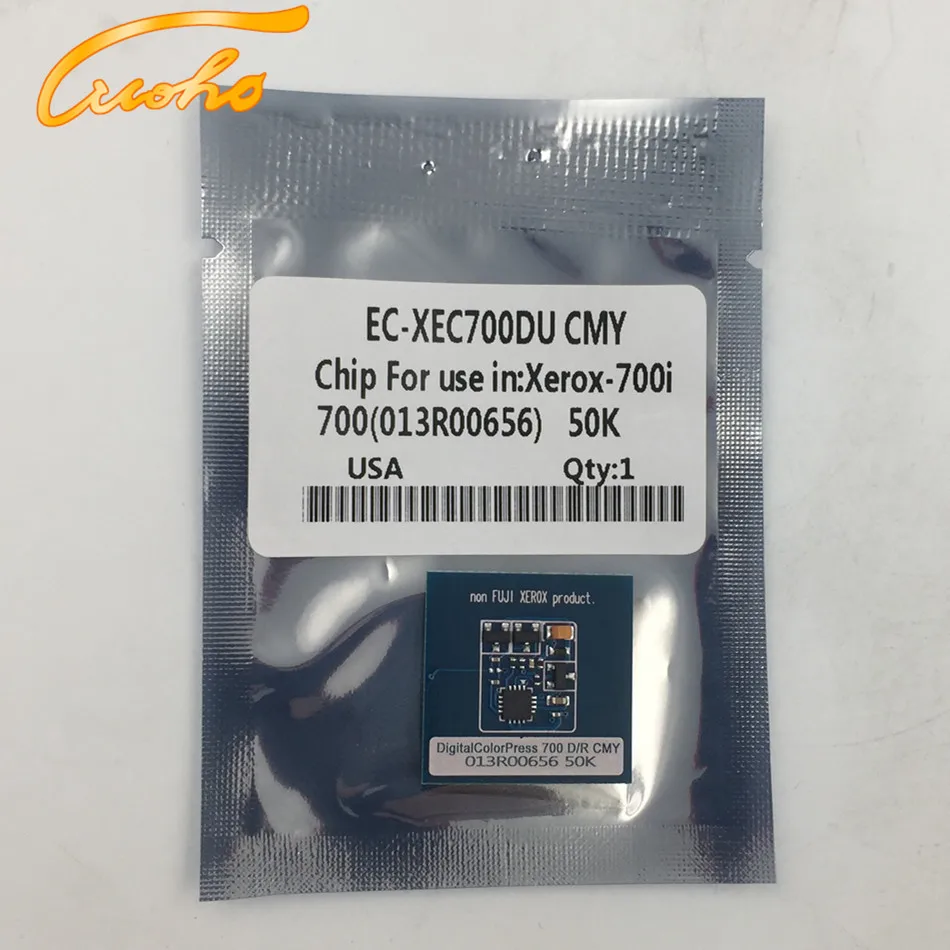 Cucoho
EC-XEC700DU CMY
Chip For use in:Xerox-700i
700(013R00656) 50K
USA Qty:1
non FUJI XEROX product.
DigitalColorPress 700 D/R CMY
013R00656 50K